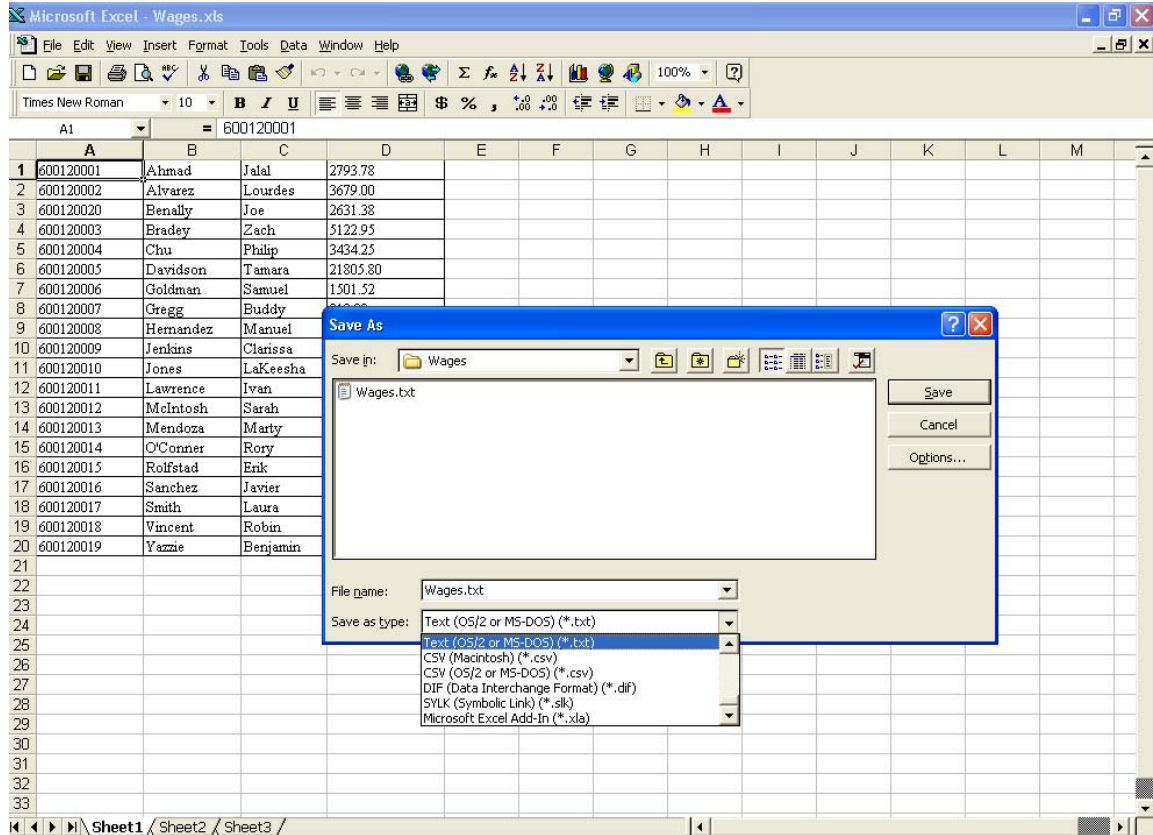 Microsoft Excel - Wages.xls
File Edit View Insert Format Tools Data Window Help
100%
Times New Roman 10 B I U $ % ,
A1 = 600120001
A B C D E F G H I J K L M
1 600120001 Ahmad Jalal 2793.78
2 600120002 Alvarez Lourdes 3679.00
3 600120020 Benally Joe 2631.38
4 600120003 Bradey Zach 5122.95
5 600120004 Chu Philip 3434.25
6 600120005 Davidson Tamara 21805.80
7 600120006 Goldman Samuel 1501.52
8 600120007 Gregg Buddy
9 600120008 Hernandez Manuel
10 600120009 Jenkins Clarissa
11 600120010 Jones LaKeesha
12 600120011 Lawrence Ivan
13 600120012 McIntosh Sarah
14 600120013 Mendoza Marty
15 600120014 O'Conner Rory
16 600120015 Rolfstad Erik
17 600120016 Sanchez Javier
18 600120017 Smith Laura
19 600120018 Vincent Robin
20 600120019 Yazzie Benjamin
21
22
23
24
25
26
27
28
29
30
31
32
33
Save As
Save in: Wages
Wages.txt
Save
Cancel
Options...
File name: Wages.txt
Save as type: Text (OS/2 or MS-DOS) (*.txt)
Text (OS/2 or MS-DOS) (*.txt)
CSV (Macintosh) (*.csv)
CSV (OS/2 or MS-DOS) (*.csv)
DIF (Data Interchange Format) (*.dif)
SYLK (Symbolic Link) (*.slk)
Microsoft Excel Add-In (*.xla)
Sheet1 Sheet2 Sheet3